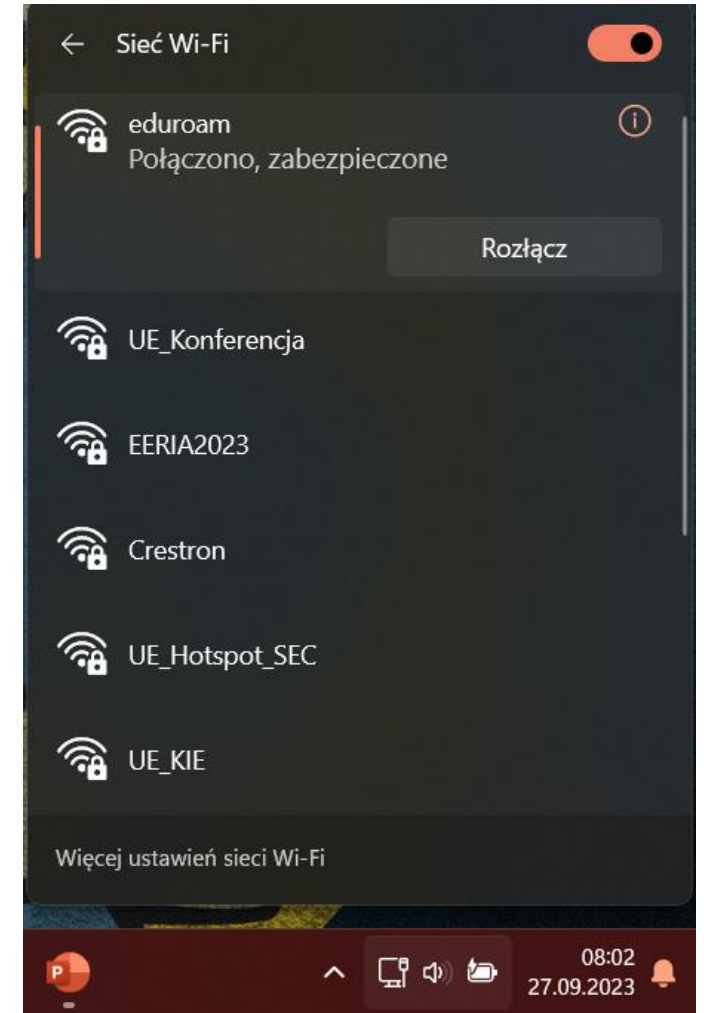 Sieć Wi-Fi
eduroam
Połączono, zabezpieczone
Rozłącz
UE_Konferencja
EERIA2023
Crestron
UE_Hotspot_SEC
UE_KIE
Więcej ustawień sieci Wi-Fi
P
08:02
27.09.2023